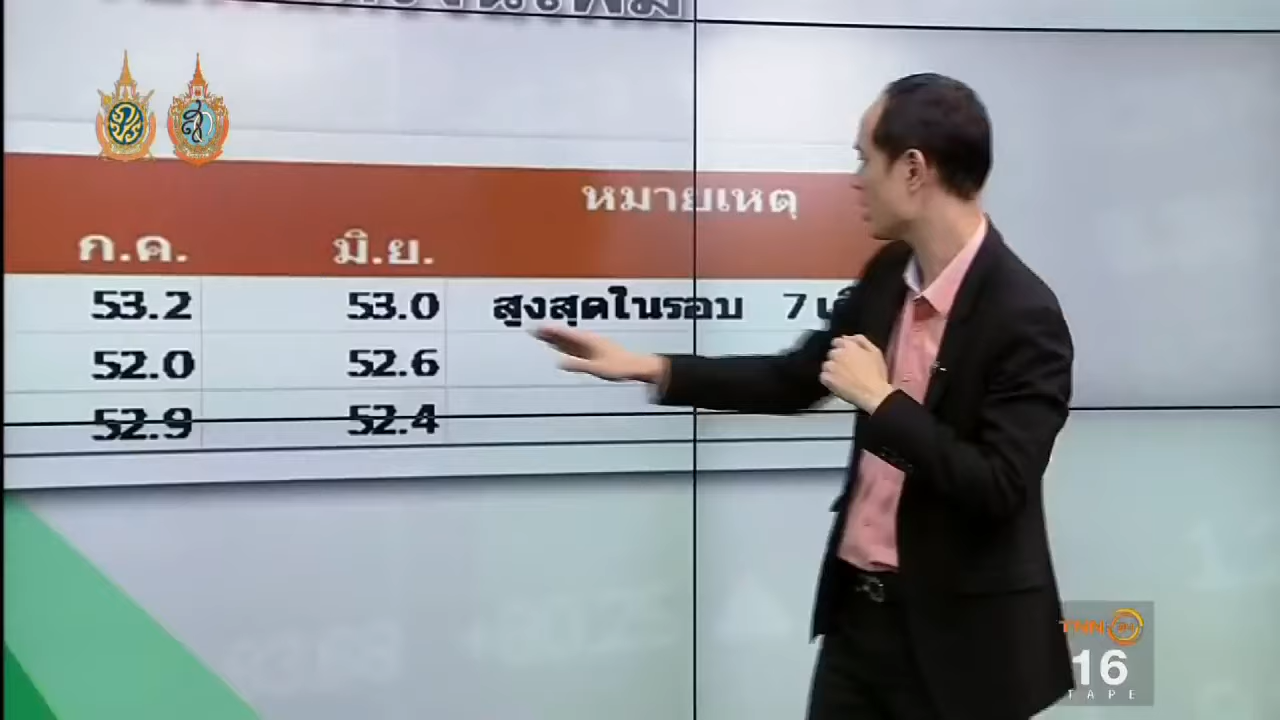 หมายเหตุ
ก.ค. มิ.ย.
53.2 53.0 สูงสุดในรอบ 7
52.0 52.6
52.9 52.4
TNN 24
16
TAPE